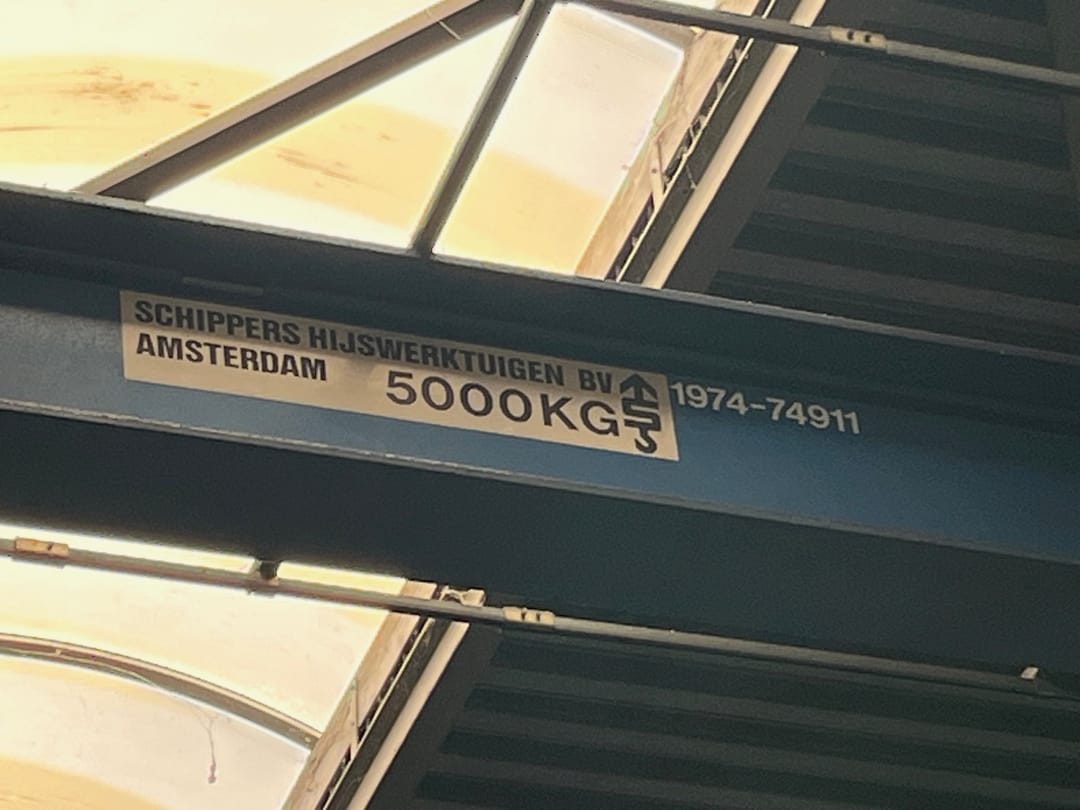 SCHIPPERS HIJSWERKTUIGEN BV
AMSTERDAM
5000KG
1974-74911